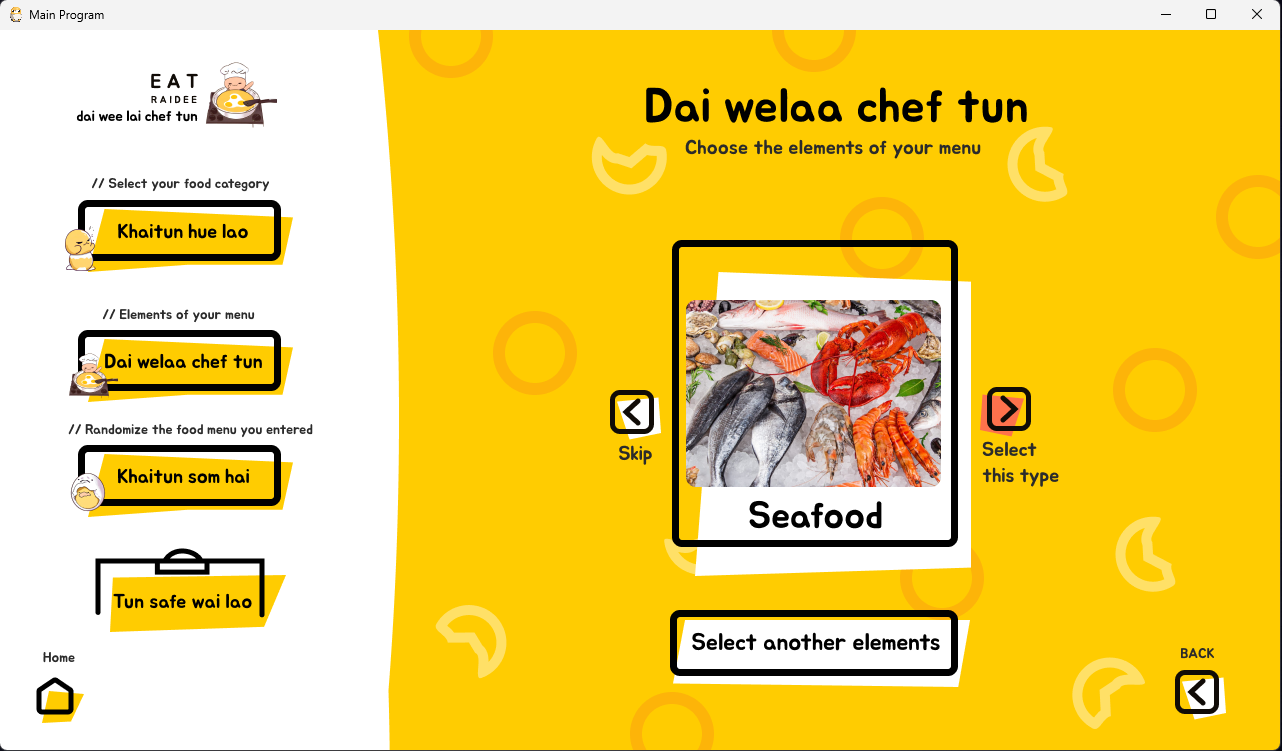 Main Program
EAT
RAIDEE
dai wee lai chef tun
// Select your food category
Khaitun hue lao
// Elements of your menu
Dai welaa chef tun
// Randomize the food menu you entered
Khaitun som hai
Tun safe wai lao
Home
Dai welaa chef tun
Choose the elements of your menu
Skip
Seafood
Select
this type
Select another elements
BACK